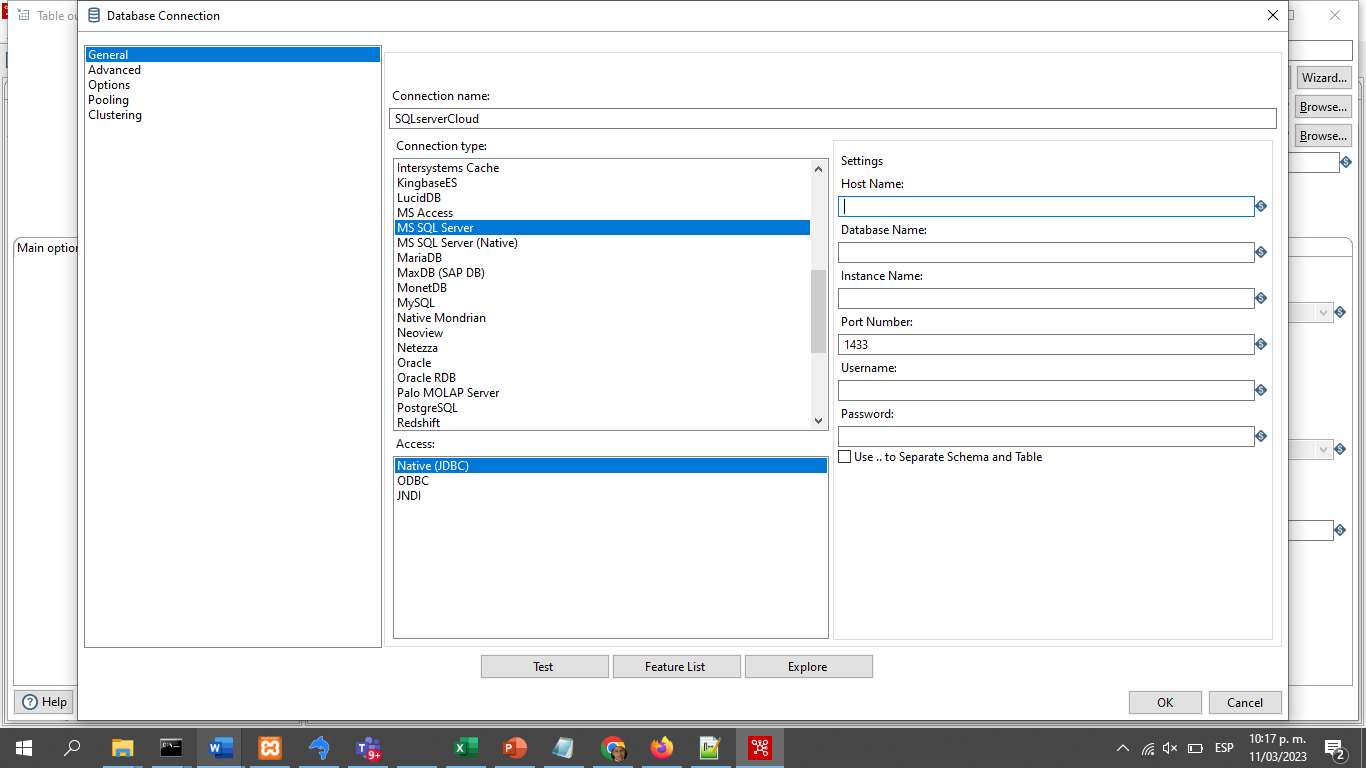 Table ou
Database Connection
General
Advanced
Options
Pooling
Clustering
Connection name:
SQLserverCloud
Connection type:
Intersystems Cache
KingbaseES
LucidDB
MS Access
MS SQL Server
MS SQL Server (Native)
MariaDB
MaxDB (SAP DB)
MonetDB
MySQL
Native Mondrian
Neoview
Netezza
Oracle
Oracle RDB
Palo MOLAP Server
PostgreSQL
Redshift
Access:
Native (JDBC)
ODBC
JNDI
Settings
Host Name:
Database Name:
Instance Name:
Port Number:
1433
Username:
Password:
Use .. to Separate Schema and Table
Test
Feature List
Explore
OK
Cancel
Wizard...
Browse...
Browse...
Main option
Help
9+
ESP
10:17 p. m.
11/03/2023
2